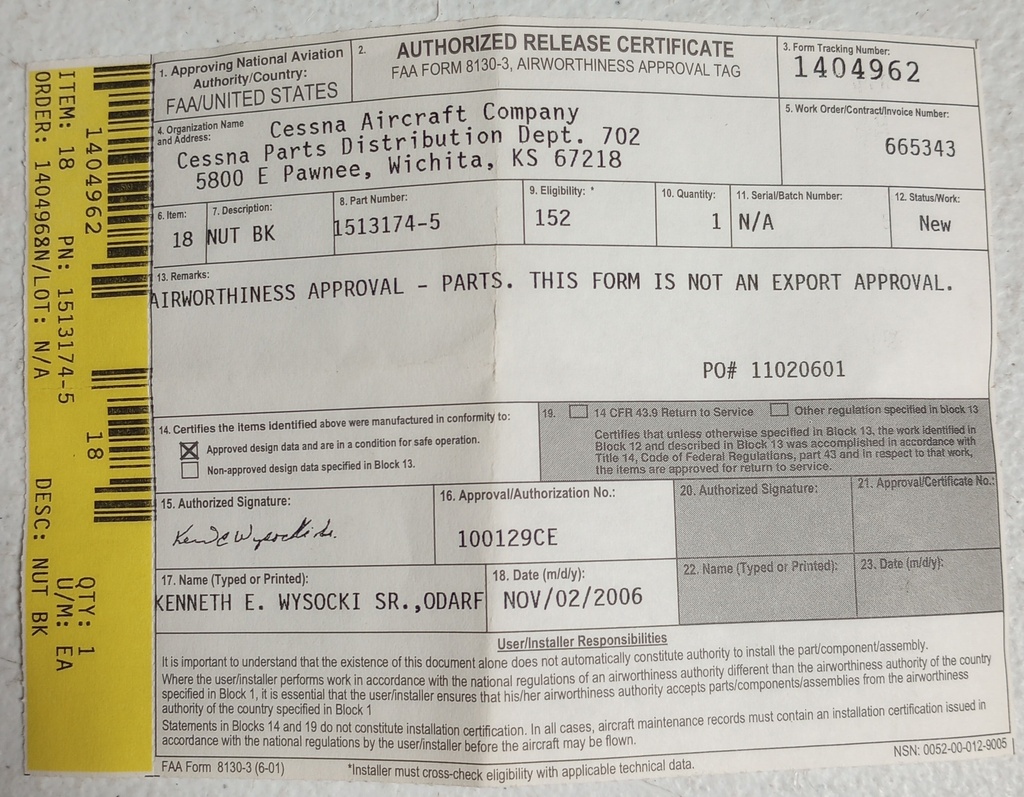 1404962
18
ITEM: 18 PN: 1513174-5 QTY: 1
U/M: EA
ORDER: 1404968N/LOT: N/A DESC: NUT BK
1. Approving National Aviation
Authority/Country:
FAA/UNITED STATES
2.
AUTHORIZED RELEASE CERTIFICATE
FAA FORM 8130-3, AIRWORTHINESS APPROVAL TAG
3. Form Tracking Number:
1404962
4. Organization Name
and Address:
Cessna Aircraft Company
Cessna Parts Distribution Dept. 702
5800 E Pawnee, Wichita, KS 67218
5. Work Order/Contract/Invoice Number:
665343
6. Item:
18
7. Description:
NUT BK
8. Part Number:
1513174-5
9. Eligibility: *
152
10. Quantity:
1
11. Serial/Batch Number:
N/A
12. Status/Work:
New
13. Remarks:
AIRWORTHINESS APPROVAL - PARTS. THIS FORM IS NOT AN EXPORT APPROVAL.
PO# 11020601
14. Certifies the items identified above were manufactured in conformity to:
Approved design data and are in a condition for safe operation.
Non-approved design data specified in Block 13.
19. 14 CFR 43.9 Return to Service Other regulation specified in block 13
Certifies that unless otherwise specified in Block 13, the work identified in
Block 12 and described in Block 13 was accomplished in accordance with
Title 14, Code of Federal Regulations, part 43 and in respect to that work,
the items are approved for return to service.
15. Authorized Signature:
16. Approval/Authorization No.:
100129CE
20. Authorized Signature:
21. Approval/Certificate No.:
17. Name (Typed or Printed):
KENNETH E. WYSOCKI SR.,ODARF
18. Date (m/d/y):
NOV/02/2006
22. Name (Typed or Printed):
23. Date (m/d/y):
User/Installer Responsibilities
It is important to understand that the existence of this document alone does not automatically constitute authority to install the part/component/assembly.
Where the user/installer performs work in accordance with the national regulations of an airworthiness authority different than the airworthiness authority of the country
specified in Block 1, it is essential that the user/installer ensures that his/her airworthiness authority accepts parts/components/assemblies from the airworthiness
authority of the country specified in Block 1
Statements in Blocks 14 and 19 do not constitute installation certification. In all cases, aircraft maintenance records must contain an installation certification issued in
accordance with the national regulations by the user/installer before the aircraft may be flown.
FAA Form 8130-3 (6-01)
*Installer must cross-check eligibility with applicable technical data.
NSN: 0052-00-012-9005